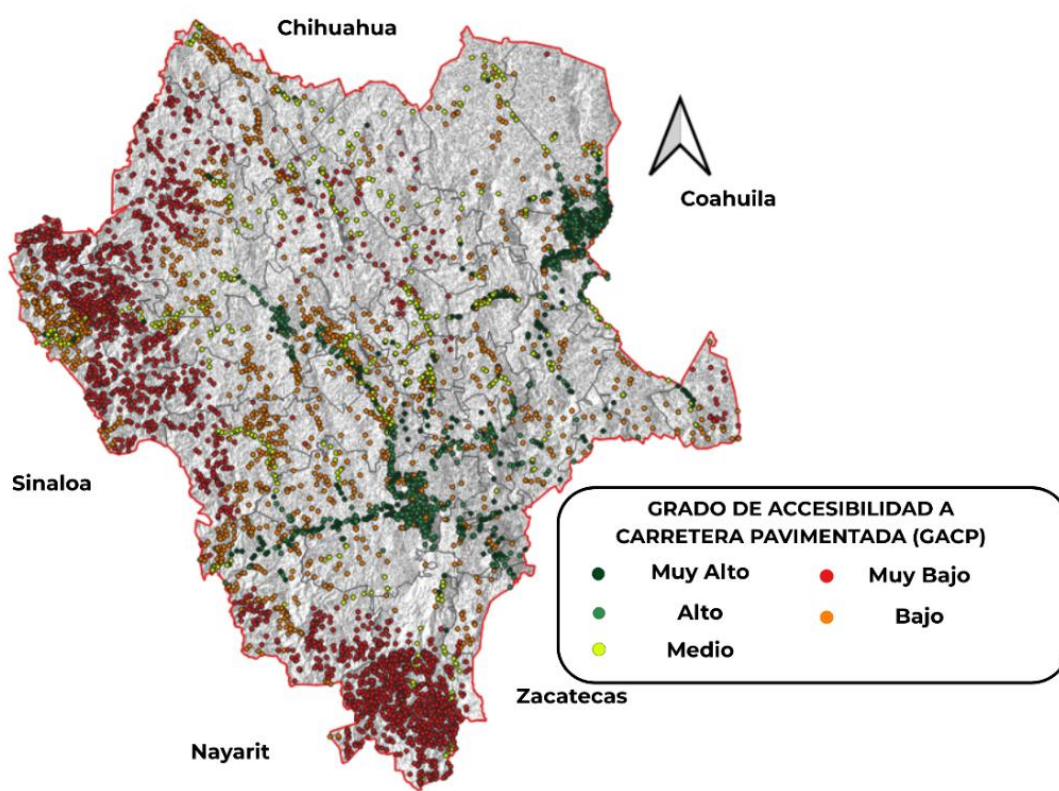 Chihuahua
Coahuila
Sinaloa
GRADO DE ACCESIBILIDAD A
CARRETERA PAVIMENTADA (GACP)
Muy Alto
Muy Bajo
Alto
Bajo
Medio
Zacatecas
Nayarit